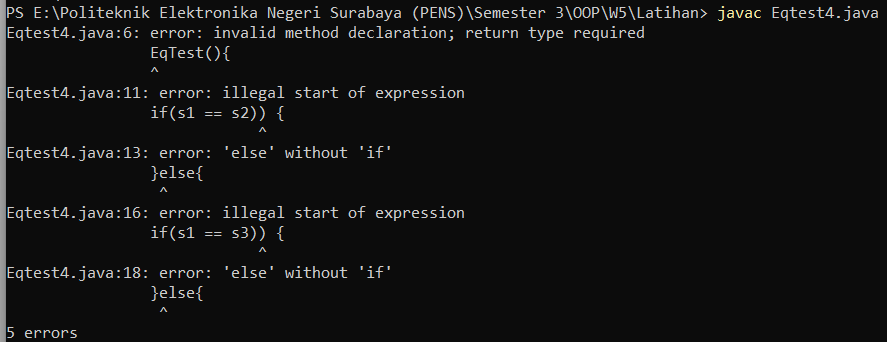 PS E:\Politeknik Elektronika Negeri Surabaya (PENS)\Semester 3\OOP\W5\Latihan> javac Eqtest4.java
Eqtest4.java:6: error: invalid method declaration; return type required
EqTest(){
^
Eqtest4.java:11: error: illegal start of expression
if(s1 == s2)) {
^
Eqtest4.java:13: error: 'else' without 'if'
}else{
^
Eqtest4.java:16: error: illegal start of expression
if(s1 == s3)) {
^
Eqtest4.java:18: error: 'else' without 'if'
}else{
^
5 errors